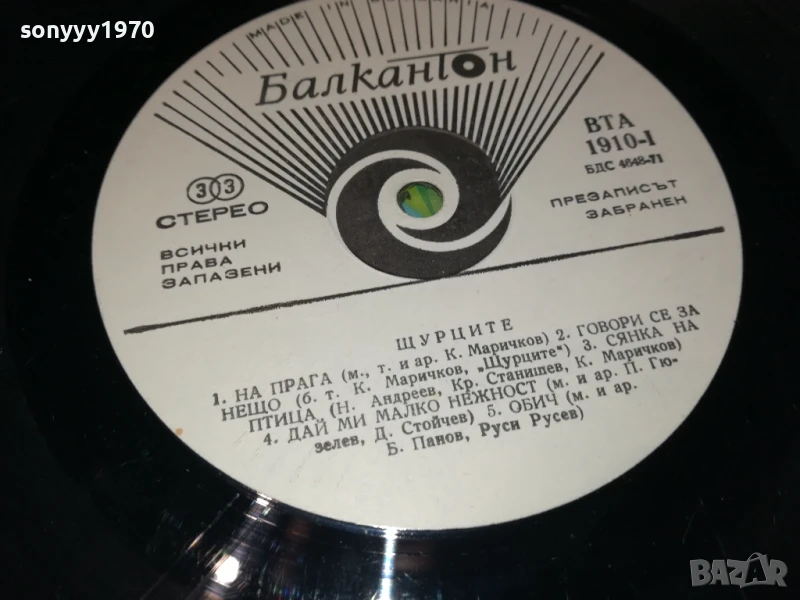 sonyyy1970
MADE IN BULGARIA
Балкантон
33
СТЕРЕО
ВСИЧКИ
ПРАВА
ЗАПАЗЕНИ
ВТА
1910-I
БДС 4848-71
ПРЕЗАПИСЪТ
ЗАБРАНЕН
ЩУРЦИТЕ
1. НА ПРАГА (м., т. и ар. К. Маричков) 2. ГОВОРИ СЕ ЗА
НЕЩО (б. т. К. Маричков, „Щурците“) 3. СЯНКА НА
ПТИЦА, (Н. Андреев, Кр. Станишев, К. Маричков)
4. ДАЙ МИ МАЛКО НЕЖНОСТ (м. и ар. П. Гю-
зелев, Д. Стойчев) 5. ОБИЧ (м. и ар.
Б. Панов, Руси Русев)
BAZAR